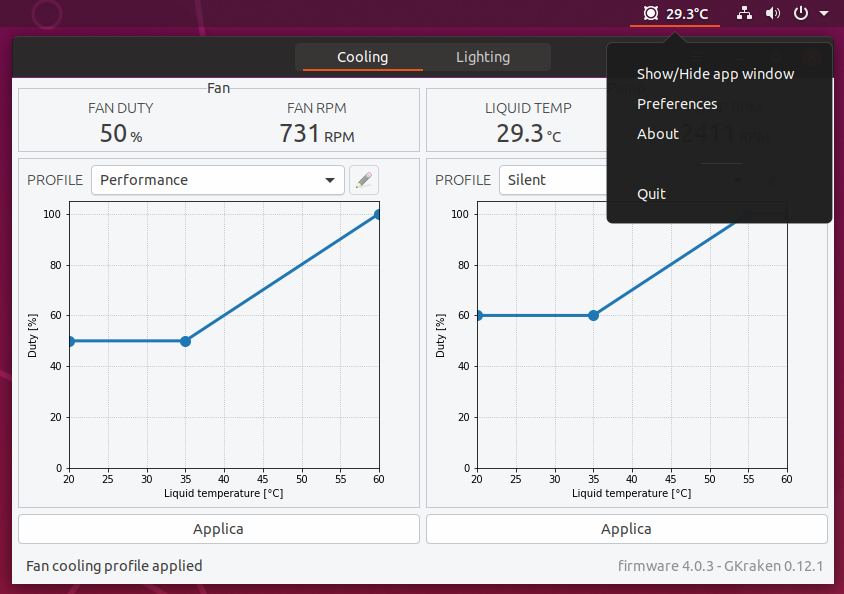 29.3°C
Cooling Lighting
Show/Hide app window
Preferences
About
Quit
Fan
FAN DUTY FAN RPM
50 % 731 RPM
LIQUID TEMP
29.3 °C 2411 RPM
PROFILE Performance
PROFILE Silent
100
80
60
40
20
0
Duty [%]
20 25 30 35 40 45 50 55 60
Liquid temperature [°C]
100
80
60
40
20
0
Duty [%]
20 25 30 35 40 45 50 55 60
Liquid temperature [°C]
Applica Applica
Fan cooling profile applied
firmware 4.0.3 - GKraken 0.12.1